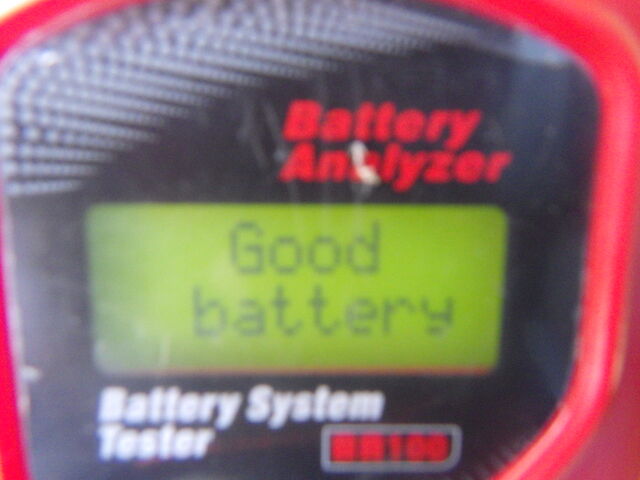 Battery
Analyzer
Good
battery
Battery System
Tester